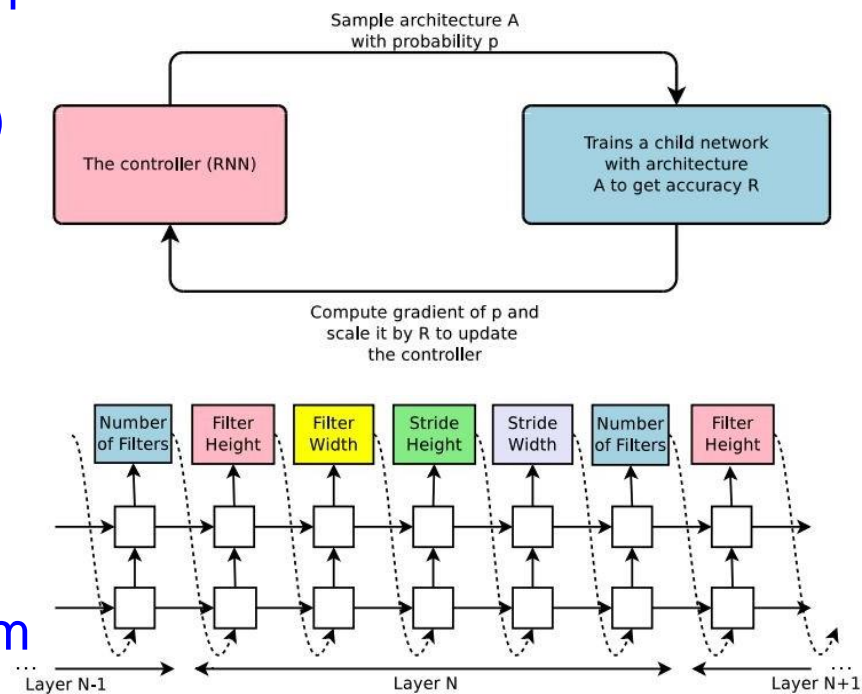 Sample architecture A
with probability p
)
The controller (RNN)
Trains a child network
with architecture
A to get accuracy R
Compute gradient of p and
scale it by R to update
the controller
Number
of Filters
Filter
Height
Filter
Width
Stride
Height
Stride
Width
Number
of Filters
Filter
Height
m
... Layer N-1
Layer N
Layer N+1 ...